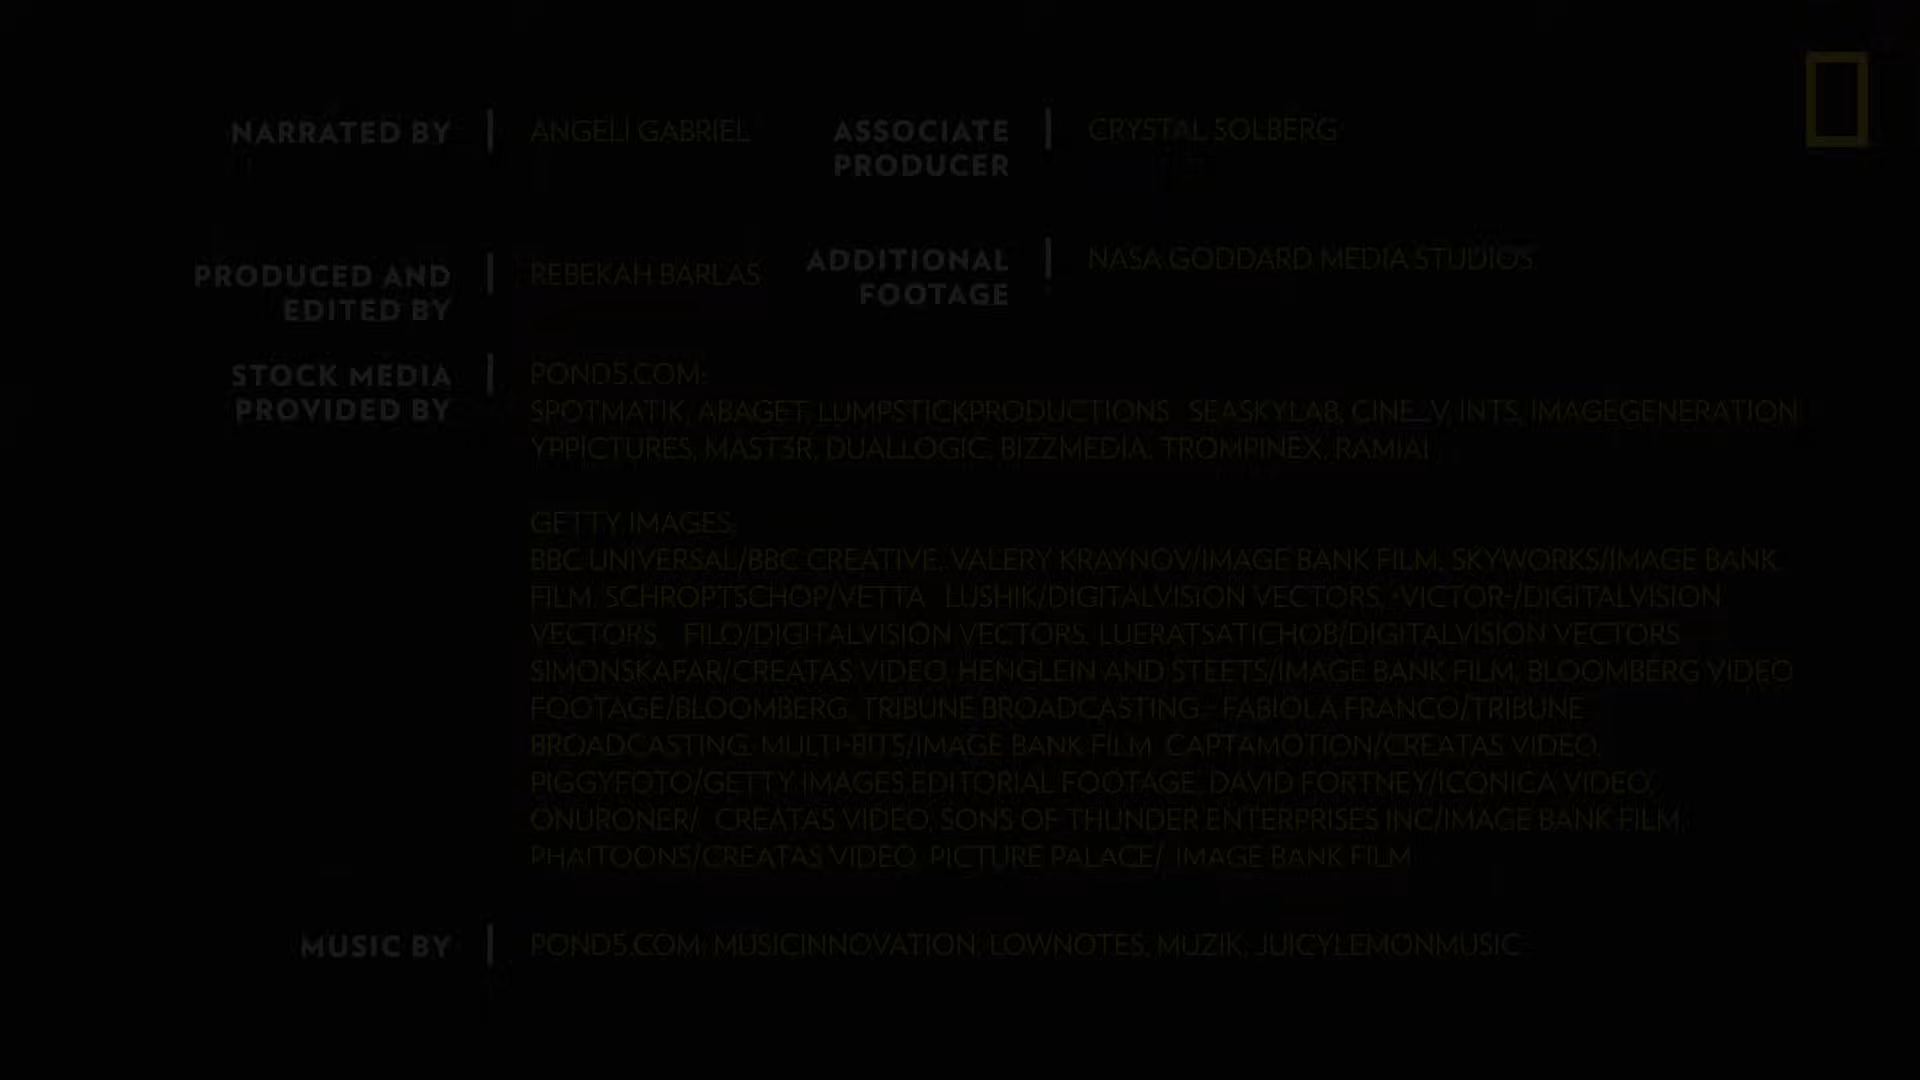 NARRATED BY | ANGELI GABRIEL
ASSOCIATE
PRODUCER | CRYSTAL SOLBERG
PRODUCED AND
EDITED BY | REBEKAH BARLAS
ADDITIONAL
FOOTAGE | NASA GODDARD MEDIA STUDIOS
STOCK MEDIA
PROVIDED BY | POND5.COM:
SPOTMATIK, ABAGET, LUMPSTICKPRODUCTIONS, SEASKYLAB, CINE_V, INTS, IMAGEGENERATION
YPPICTURES, MAST3R, DUALLOGIC, BIZZMEDIA, TROMPINEX, RAMIAI
GETTY IMAGES:
BBC UNIVERSAL/BBC CREATIVE, VALERY KRAYNOV/IMAGE BANK FILM, SKYWORKS/IMAGE BANK
FILM, SCHROPTSCHOP/VETTA, LUSHIK/DIGITALVISION VECTORS, -VICTOR-/DIGITALVISION
VECTORS, FILO/DIGITALVISION VECTORS, LUERATSATICHOB/DIGITALVISION VECTORS
SIMONSKAFAR/CREATAS VIDEO, HENGLEIN AND STEETS/IMAGE BANK FILM, BLOOMBERG VIDEO
FOOTAGE/BLOOMBERG, TRIBUNE BROADCASTING - FABIOLA FRANCO/TRIBUNE
BROADCASTING, MULTI-BITS/IMAGE BANK FILM, CAPTAMOTION/CREATAS VIDEO,
PIGGYFOTO/GETTY IMAGES EDITORIAL FOOTAGE, DAVID FORTNEY/ICONICA VIDEO,
ONURONER/ CREATAS VIDEO, SONS OF THUNDER ENTERPRISES INC/IMAGE BANK FILM,
PHAITOONS/CREATAS VIDEO, PICTURE PALACE/ IMAGE BANK FILM
MUSIC BY | POND5.COM: MUSICINNOVATION, LOWNOTES, MUZIK, JUICYLEMONMUSIC